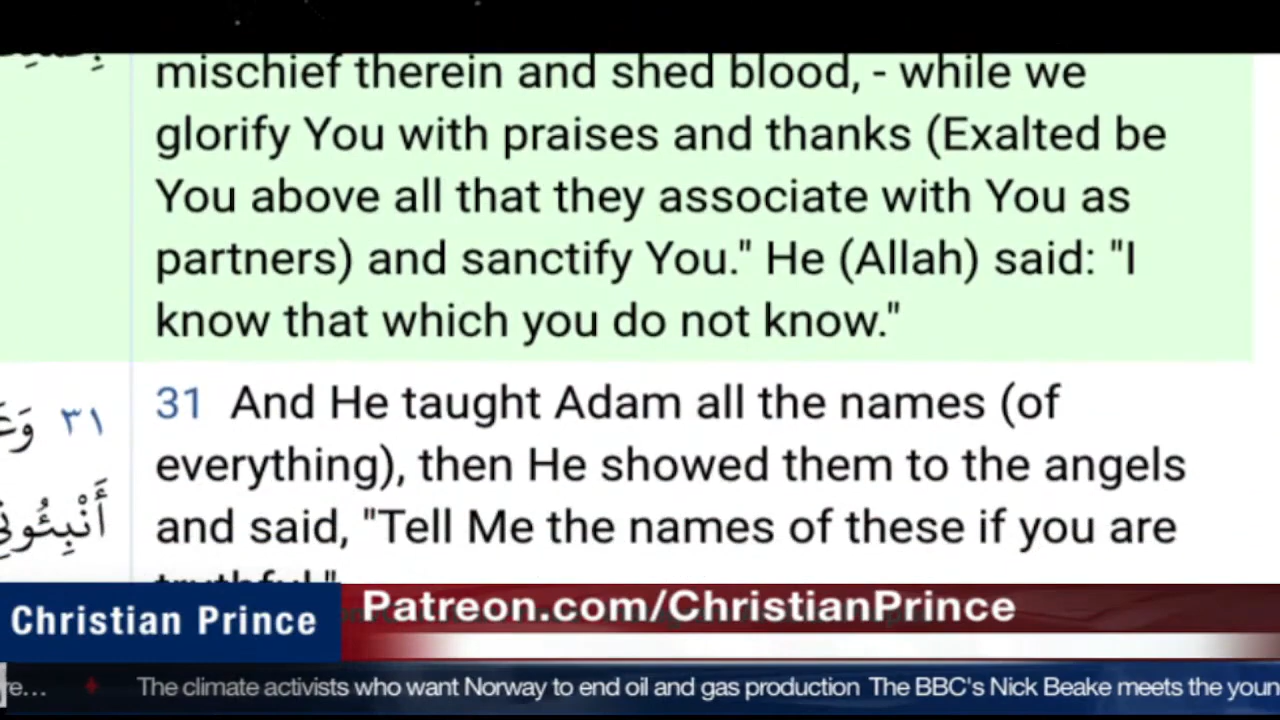 mischief therein and shed blood, - while we
glorify You with praises and thanks (Exalted be
You above all that they associate with You as
partners) and sanctify You." He (Allah) said: "I
know that which you do not know."
31 And He taught Adam all the names (of
everything), then He showed them to the angels
and said, "Tell Me the names of these if you are
truthful."
٣١
Christian Prince
Patreon.com/ChristianPrince
The climate activists who want Norway to end oil and gas production The BBC's Nick Beake meets the youn